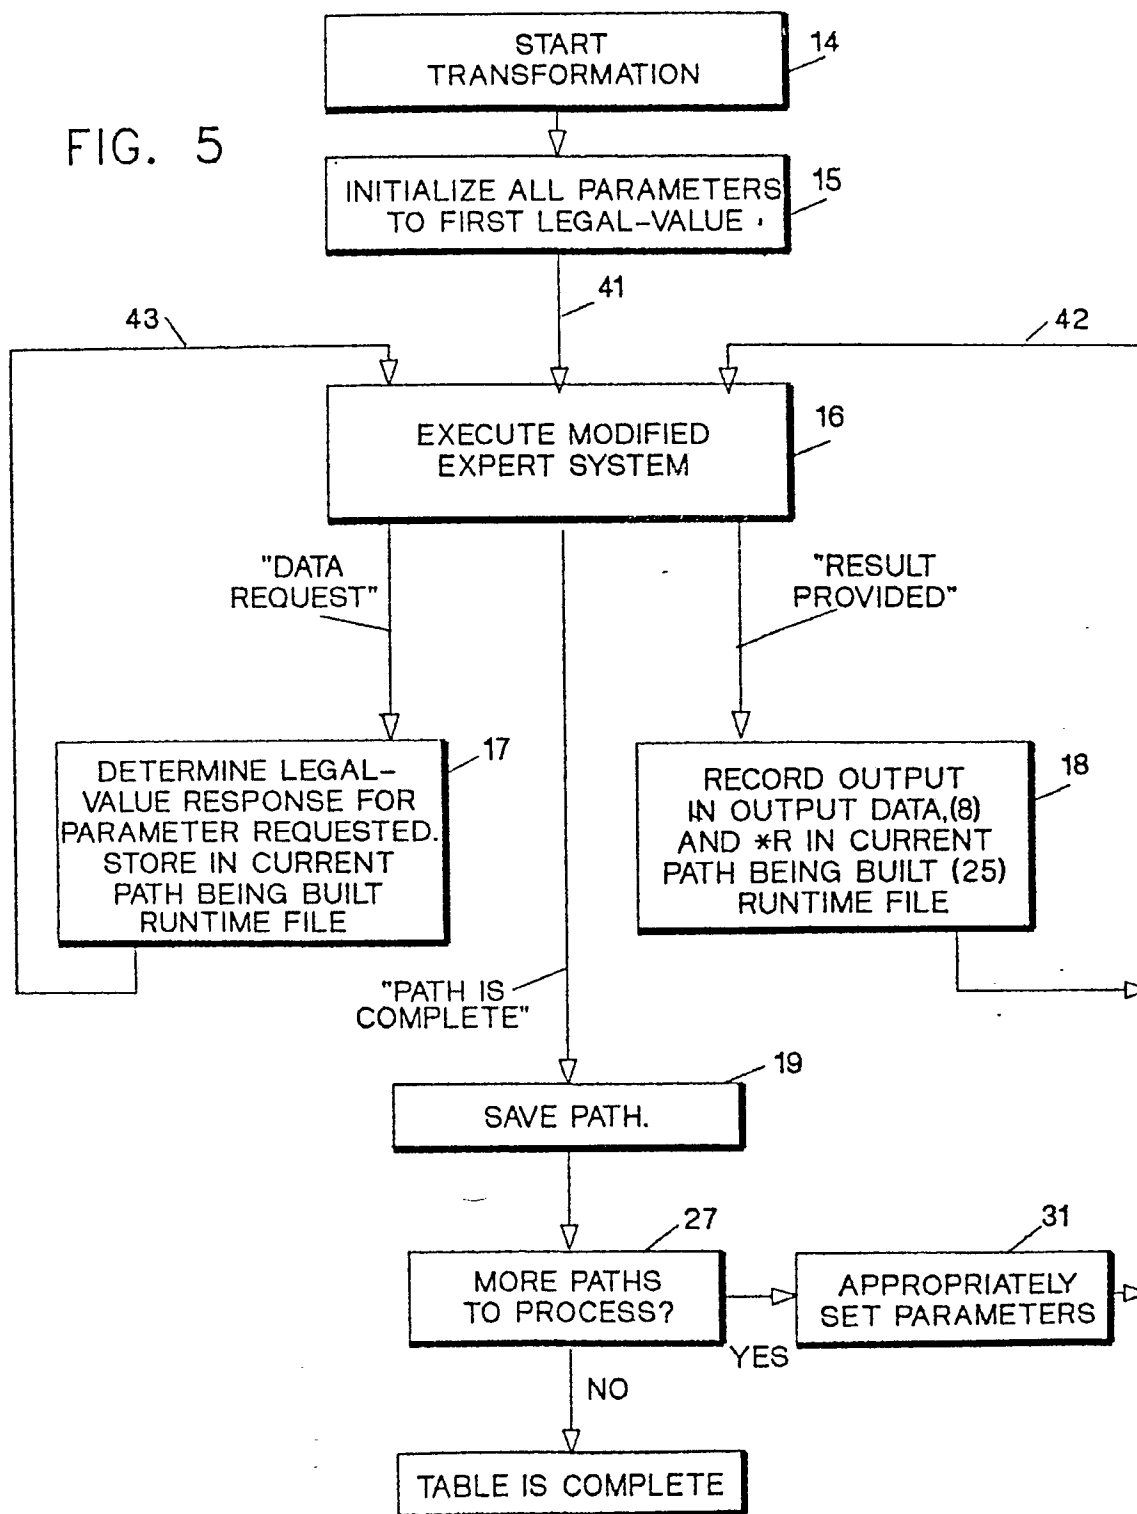 START
TRANSFORMATION
14
FIG. 5
INITIALIZE ALL PARAMETERS
TO FIRST LEGAL-VALUE
15
41
43
42
EXECUTE MODIFIED
EXPERT SYSTEM
16
"DATA
REQUEST"
"RESULT
PROVIDED"
DETERMINE LEGAL-
VALUE RESPONSE FOR
PARAMETER REQUESTED.
STORE IN CURRENT
PATH BEING BUILT
RUNTIME FILE
17
RECORD OUTPUT
IN OUTPUT DATA,(8)
AND *R IN CURRENT
PATH BEING BUILT (25)
RUNTIME FILE
18
"PATH IS
COMPLETE"
19
SAVE PATH.
27
MORE PATHS
TO PROCESS?
YES
31
APPROPRIATELY
SET PARAMETERS
NO
TABLE IS COMPLETE